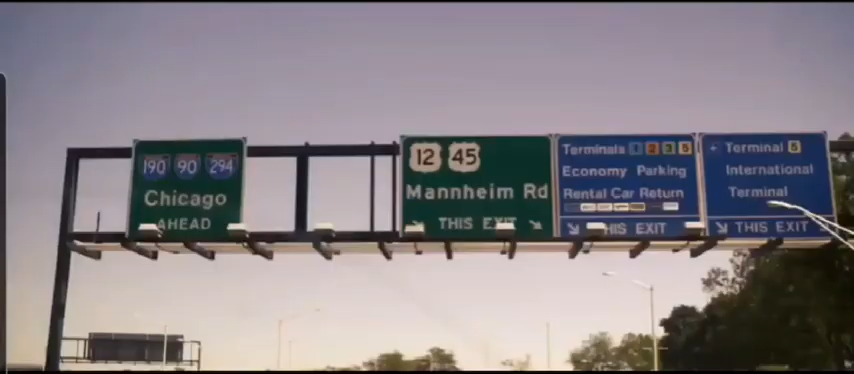 190 90 294
Chicago
AHEAD
12 45
Mannheim Rd
THIS EXIT
Terminals 1 2 3 5
Economy Parking
Rental Car Return
THIS EXIT
Terminal 5
International
Terminal
THIS EXIT